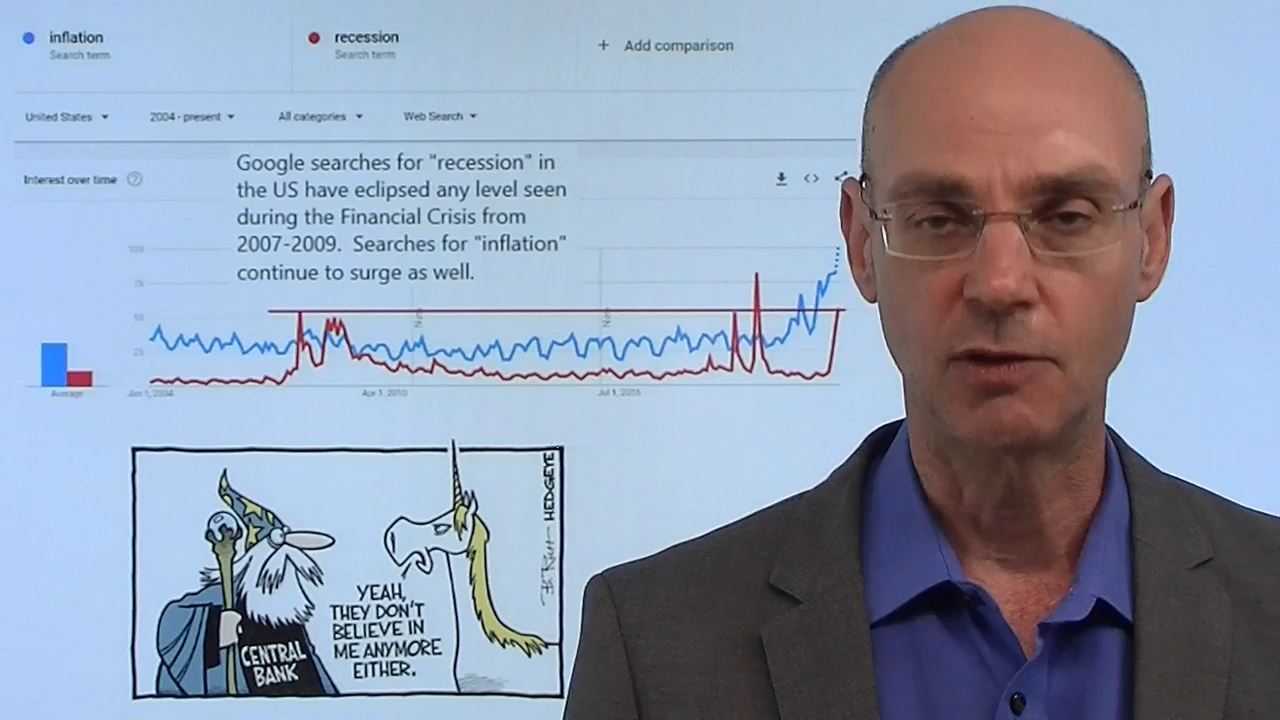 inflation
Search term
recession
Search term
+ Add comparison
United States
2004 - present
All categories
Web Search
Interest over time
Google searches for "recession" in
the US have eclipsed any level seen
during the Financial Crisis from
2007-2009. Searches for "inflation"
continue to surge as well.
100
75
50
25
Note
Note
Average
Jan 1, 2004
Apr 1, 2010
Jul 1, 2016
HEDGEYE
YEAH,
THEY DON'T
BELIEVE IN
ME ANYMORE
EITHER.
CENTRAL
BANK